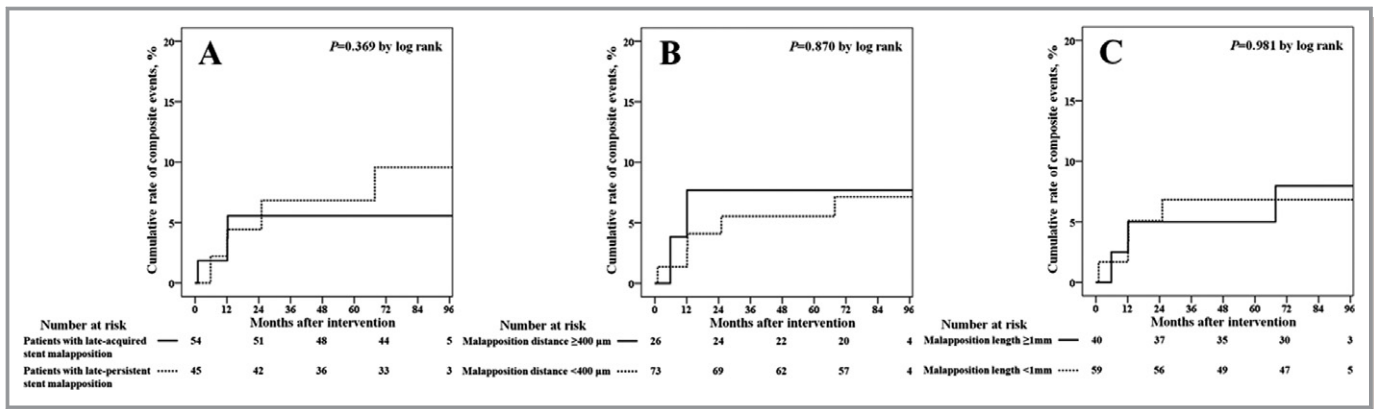 A
P=0.369 by log rank
Cumulative rate of composite events, %
20
15
10
5
0
0 12 24 36 48 60 72 84 96
Months after intervention
Number at risk
Patients with late-acquired
stent malapposition
54 51 48 44 5
Patients with late-persistent
stent malapposition
45 42 36 33 3
B
P=0.870 by log rank
Cumulative rate of composite events, %
20
15
10
5
0
0 12 24 36 48 60 72 84 96
Months after intervention
Number at risk
Malapposition distance ≥400 μm
26 24 22 20 4
Malapposition distance <400 μm
73 69 62 57 4
C
P=0.981 by log rank
Cumulative rate of composite events, %
20
15
10
5
0
0 12 24 36 48 60 72 84 96
Months after intervention
Number at risk
Malapposition length ≥1mm
40 37 35 30 3
Malapposition length <1mm
59 56 49 47 5